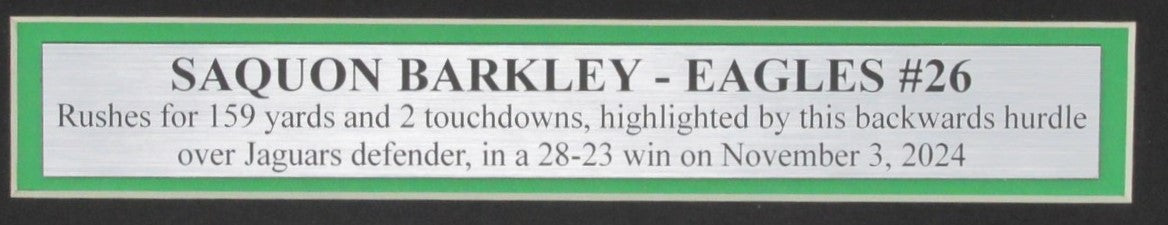 SAQUON BARKLEY - EAGLES #26
Rushes for 159 yards and 2 touchdowns, highlighted by this backwards hurdle
over Jaguars defender, in a 28-23 win on November 3, 2024